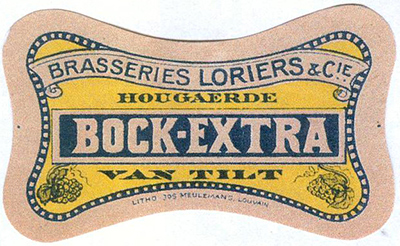 BRASSERIES LORIERS & CIE.
HOUGAERDE
BOCK-EXTRA
VAN TILT
LITHO JOS MEULEMANS, LOUVAIN